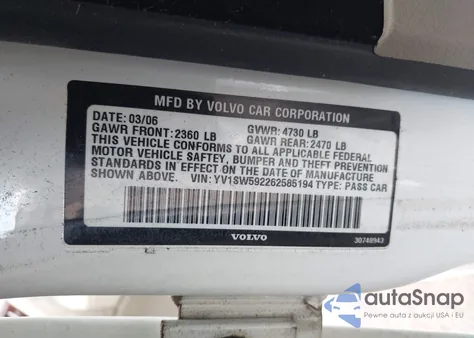 MFD BY VOLVO CAR CORPORATION
DATE: 03/06 GVWR: 4730 LB
GAWR FRONT: 2360 LB GAWR REAR: 2470 LB
THIS VEHICLE CONFORMS TO ALL APPLICABLE FEDERAL
MOTOR VEHICLE SAFTEY, BUMPER AND THEFT PREVENTION
STANDARDS IN EFFECT ON THE DATE OF MANUFACTURE
SHOWN ABOVE. VIN: YV1SW592262585194 TYPE: PASS CAR
VOLVO 30748943
autoSnap
Pewne auta z aukcji USA i EU